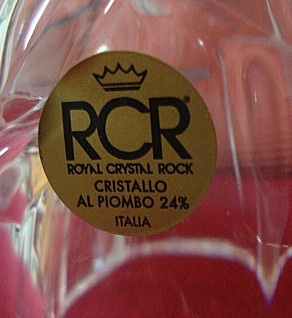 RCR®
ROYAL CRYSTAL ROCK
CRISTALLO
AL PIOMBO 24%
ITALIA